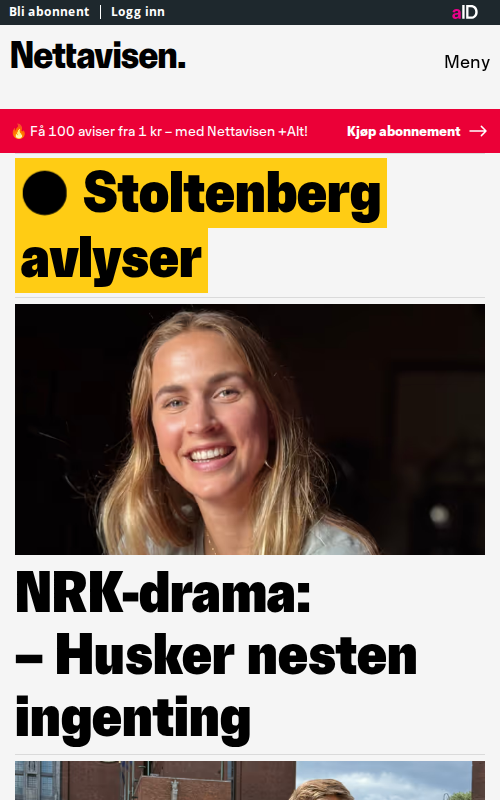 Bli abonnent | Logg inn
aID
Nettavisen.
Meny
🔥 Få 100 aviser fra 1 kr – med Nettavisen +Alt!
Kjøp abonnement →
● Stoltenberg
avlyser
NRK-drama:
– Husker nesten
ingenting